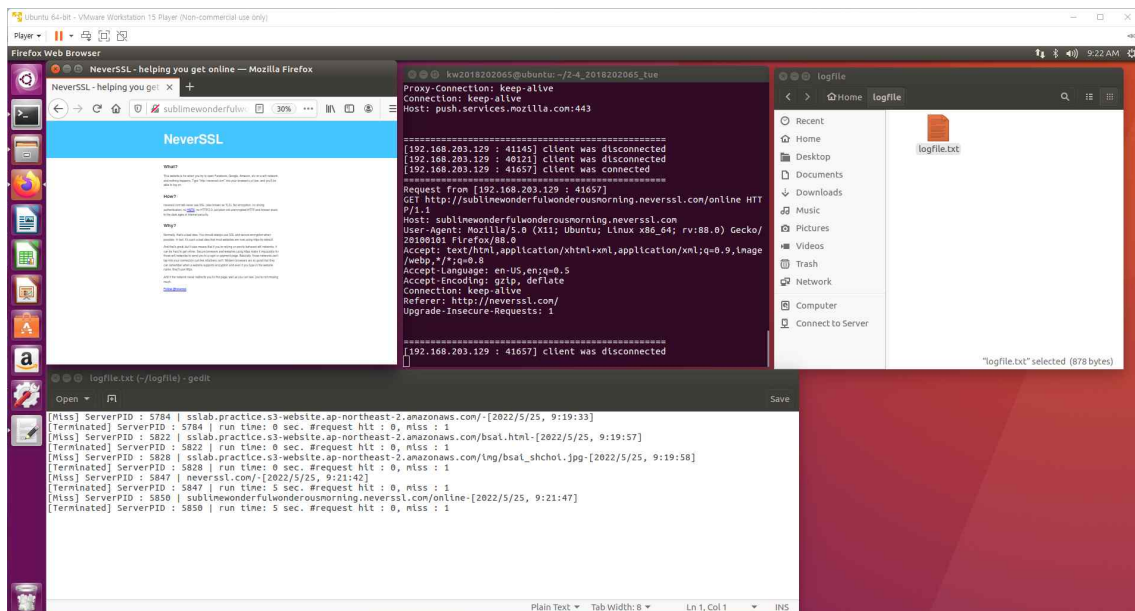 Ubuntu 64-bit - VMware Workstation 15 Player (Non-commercial use only)
Player
Firefox Web Browser
9:22 AM
NeverSSL - helping you get online — Mozilla Firefox
NeverSSL - helping you get
sublimewonderfulw
30%
NeverSSL
What?
How?
Why?
kw2018202065@ubuntu: ~/2-4_2018202065_tue
Proxy-Connection: keep-alive
Connection: keep-alive
Host: push.services.mozilla.com:443
================================================
[192.168.203.129 : 41145] client was disconnected
[192.168.203.129 : 40121] client was disconnected
[192.168.203.129 : 41657] client was connected
================================================
Request from [192.168.203.129 : 41657]
GET http://sublimewonderfulwonderousmorning.neverssl.com/online HTT
P/1.1
Host: sublimewonderfulwonderousmorning.neverssl.com
User-Agent: Mozilla/5.0 (X11; Ubuntu; Linux x86_64; rv:88.0) Gecko/
20100101 Firefox/88.0
Accept: text/html,application/xhtml+xml,application/xml;q=0.9,image
/webp,*/*;q=0.8
Accept-Language: en-US,en;q=0.5
Accept-Encoding: gzip, deflate
Connection: keep-alive
Referer: http://neverssl.com/
Upgrade-Insecure-Requests: 1
================================================
[192.168.203.129 : 41657] client was disconnected
logfile
Home logfile
Recent
Home
Desktop
Documents
Downloads
Music
Pictures
Videos
Trash
Network
Computer
Connect to Server
logfile.txt
"logfile.txt" selected (878 bytes)
logfile.txt (~/logfile) - gedit
Open
Save
[Miss] ServerPID : 5784 | sslab.practice.s3-website.ap-northeast-2.amazonaws.com/-[2022/5/25, 9:19:33]
[Terminated] ServerPID : 5784 | run time: 0 sec. #request hit : 0, miss : 1
[Miss] ServerPID : 5822 | sslab.practice.s3-website.ap-northeast-2.amazonaws.com/bsai.html-[2022/5/25, 9:19:57]
[Terminated] ServerPID : 5822 | run time: 0 sec. #request hit : 0, miss : 1
[Miss] ServerPID : 5828 | sslab.practice.s3-website.ap-northeast-2.amazonaws.com/img/bsai_shchoi.jpg-[2022/5/25, 9:19:58]
[Terminated] ServerPID : 5828 | run time: 0 sec. #request hit : 0, miss : 1
[Miss] ServerPID : 5847 | neverssl.com/-[2022/5/25, 9:21:42]
[Terminated] ServerPID : 5847 | run time: 5 sec. #request hit : 0, miss : 1
[Miss] ServerPID : 5850 | sublimewonderfulwonderousmorning.neverssl.com/online-[2022/5/25, 9:21:47]
[Terminated] ServerPID : 5850 | run time: 5 sec. #request hit : 0, miss : 1
Plain Text
Tab Width: 8
Ln 1, Col 1
INS